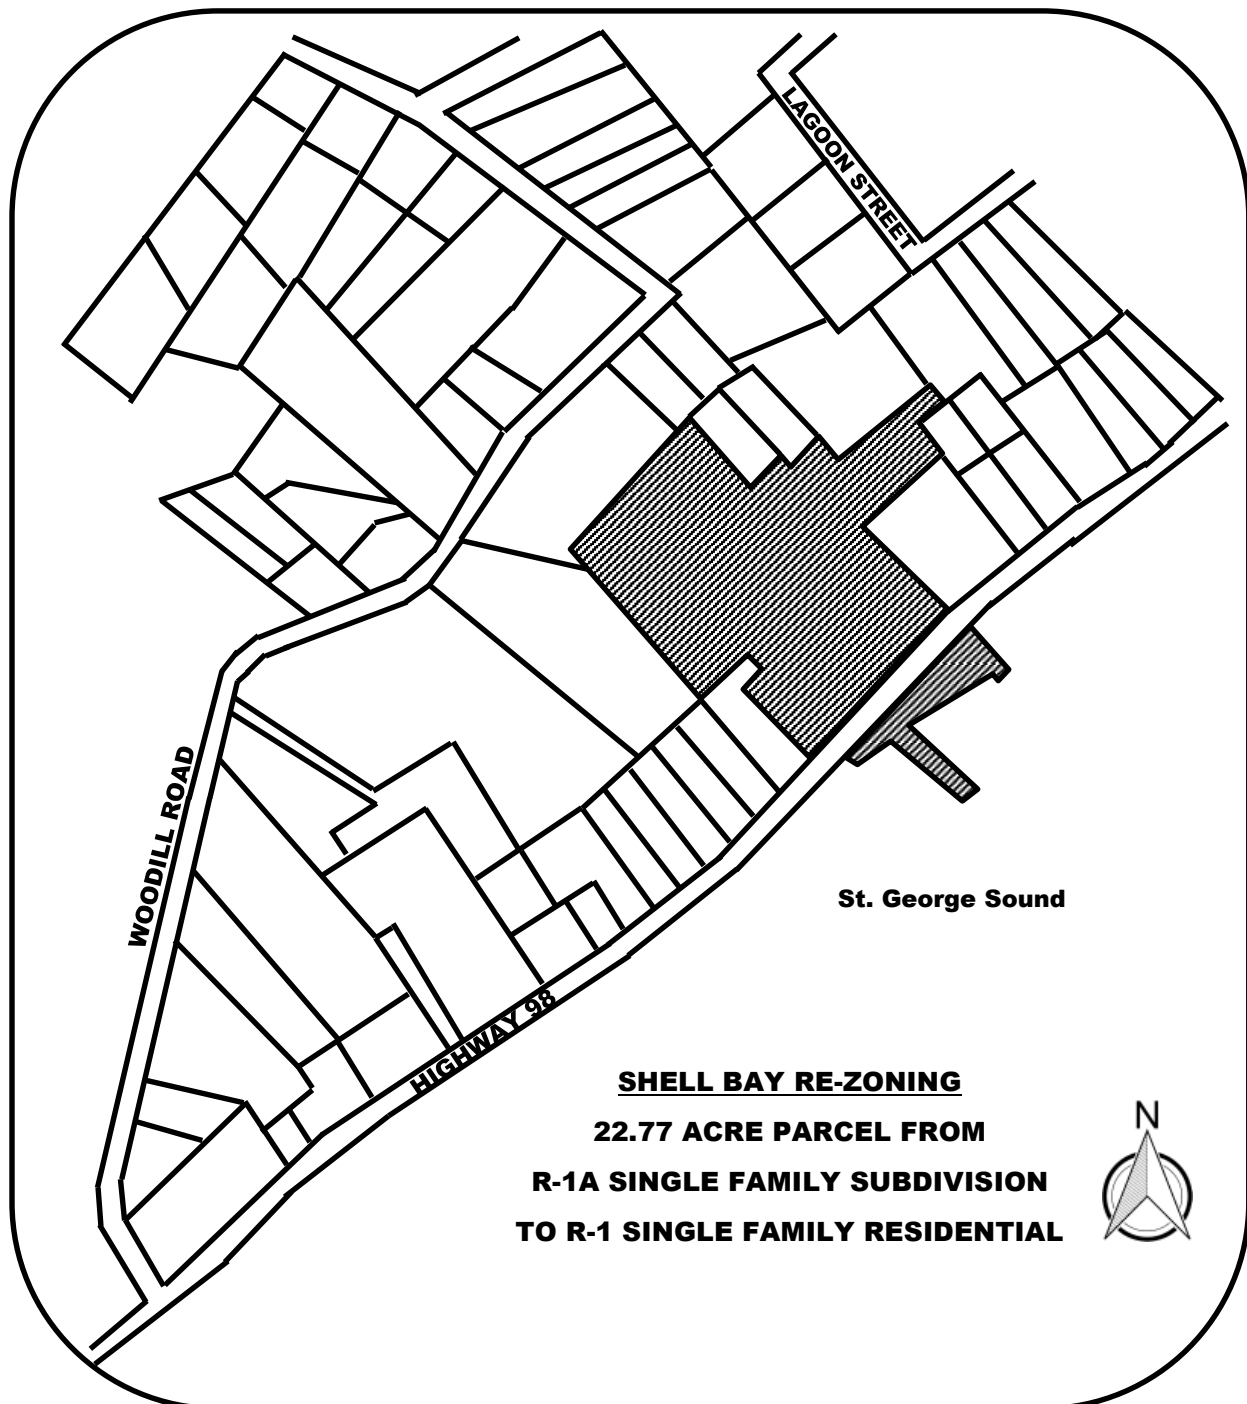 LAGOON STREET
WOODILL ROAD
St. George Sound
HIGHWAY 98
SHELL BAY RE-ZONING
22.77 ACRE PARCEL FROM
R-1A SINGLE FAMILY SUBDIVISION
TO R-1 SINGLE FAMILY RESIDENTIAL
N